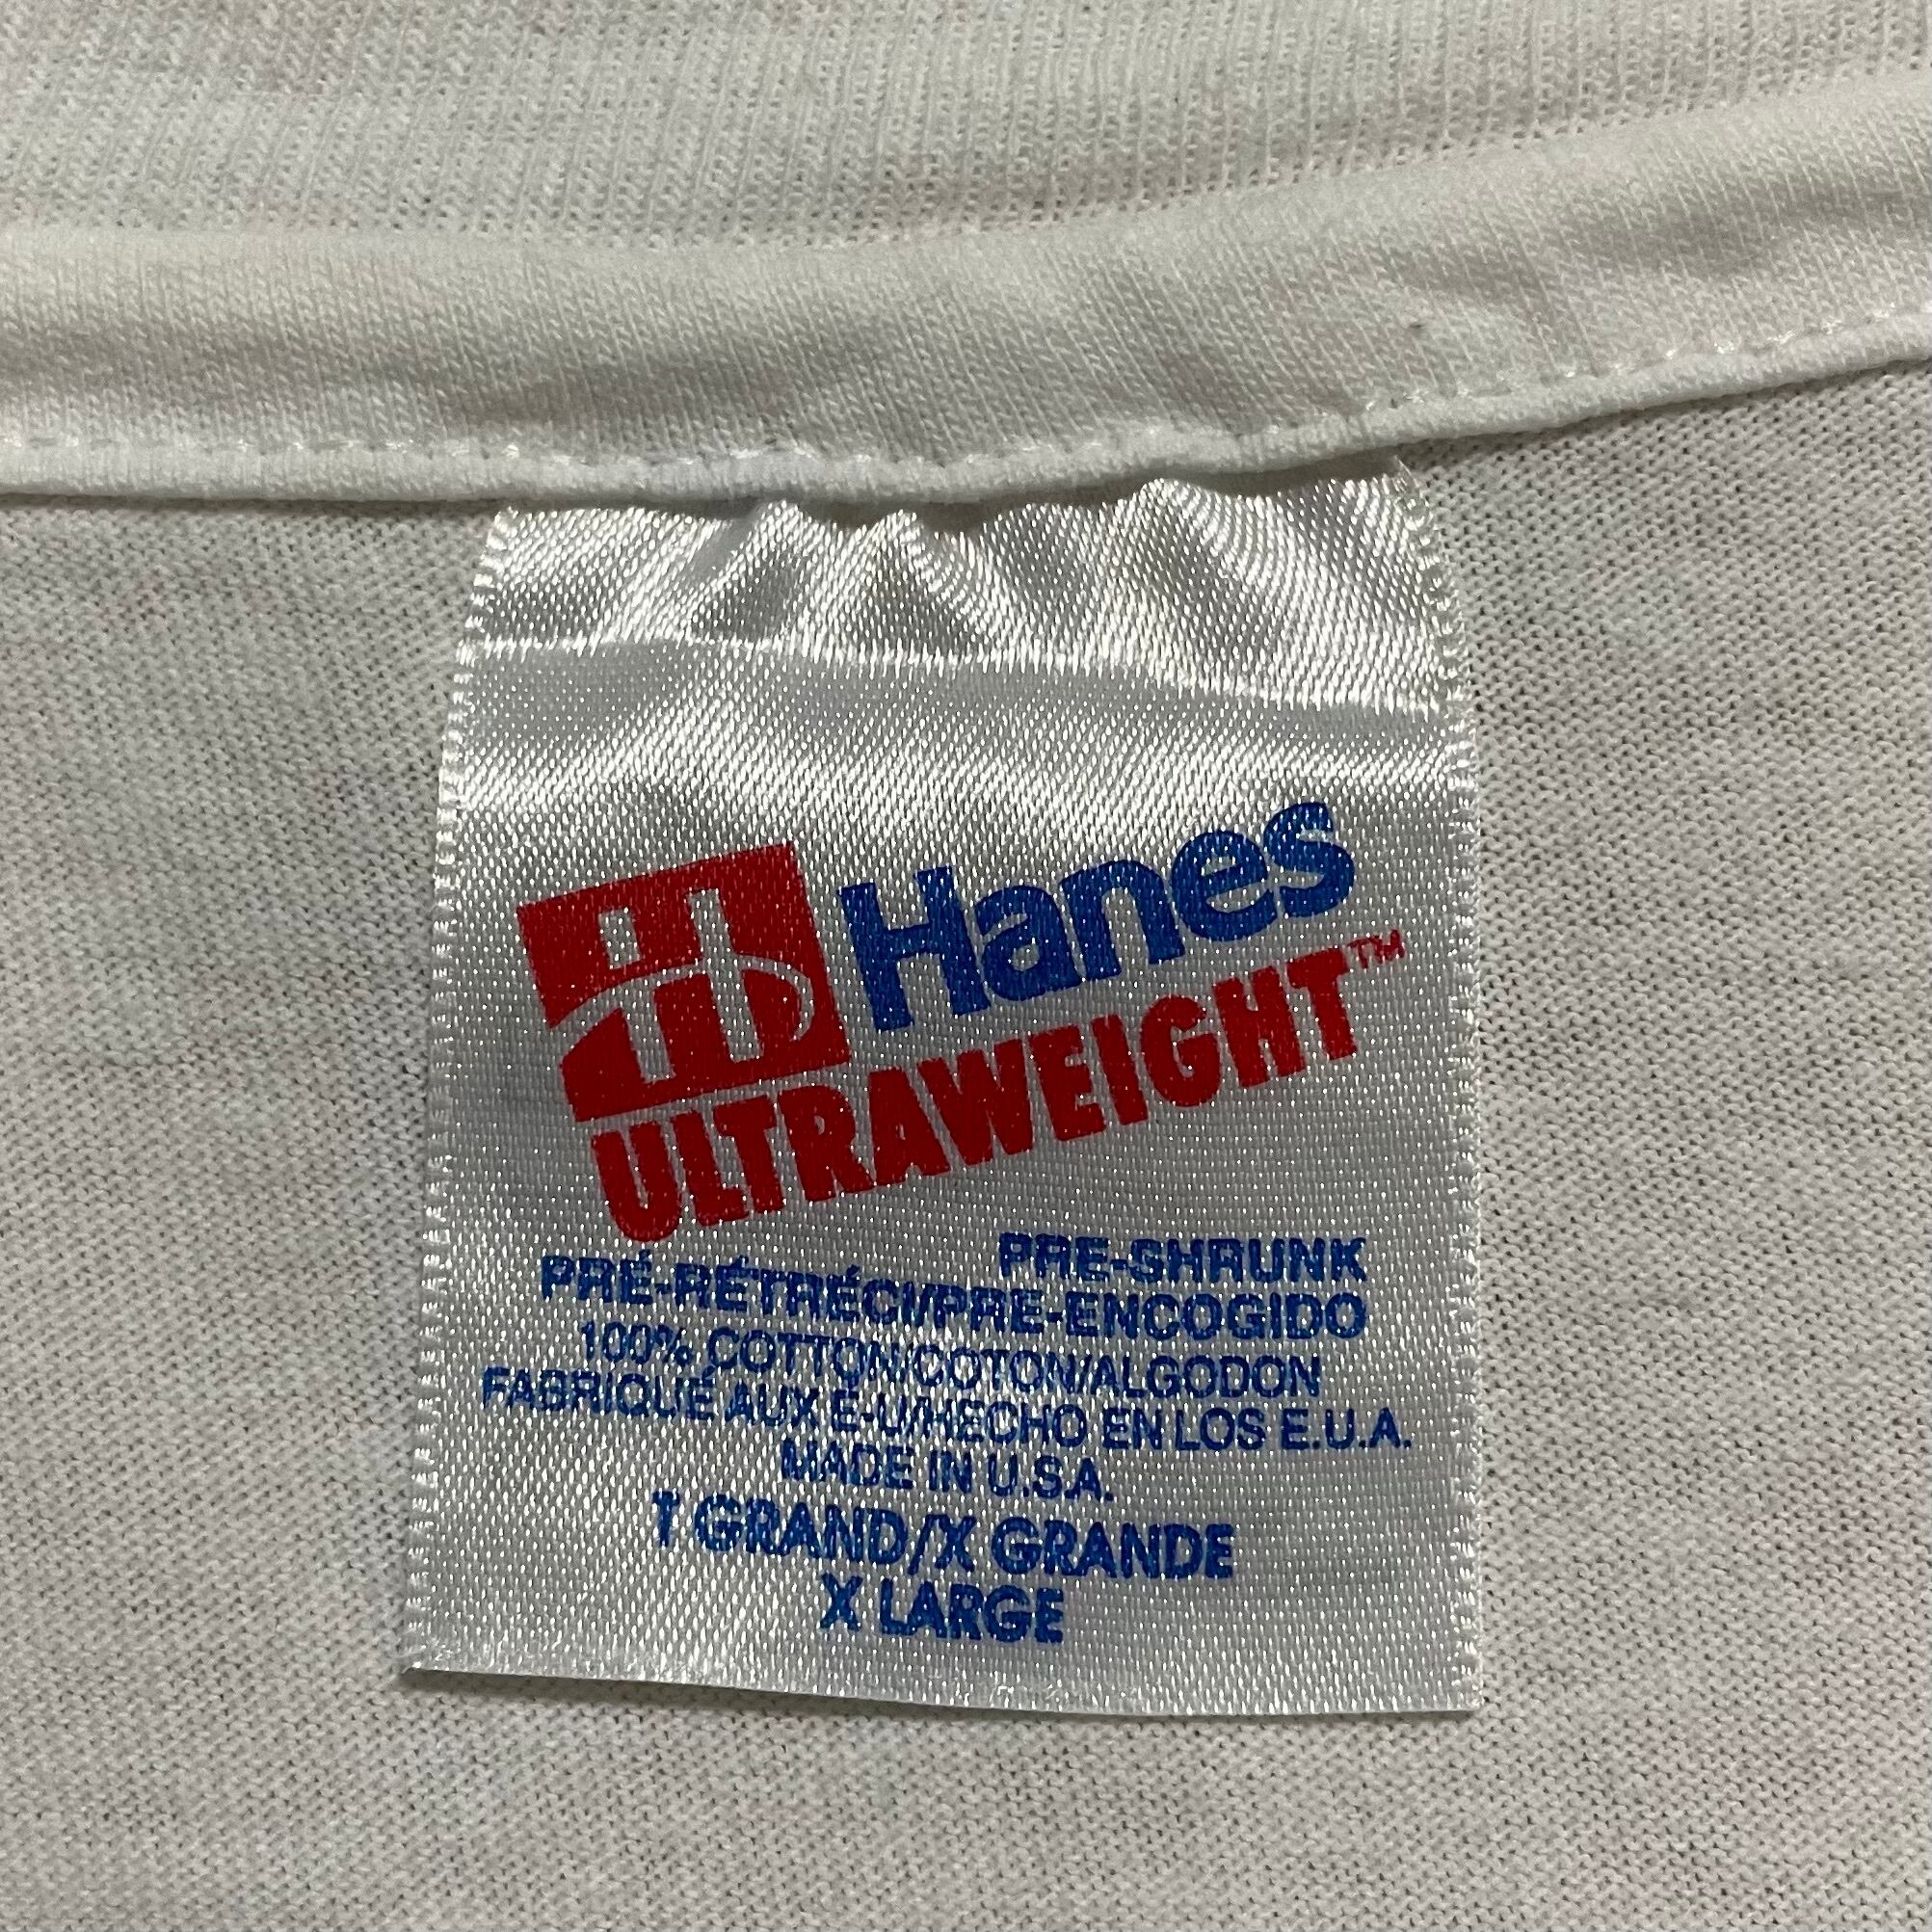 H Hanes
ULTRAWEIGHT™
PRE-SHRUNK
PRÉ-RÉTRÉCI/PRE-ENCOGIDO
100% COTTON/COTON/ALGODON
FABRIQUÉ AUX E-U/HECHO EN LOS E.U.A.
MADE IN U.S.A.
T GRAND/X GRANDE
X LARGE